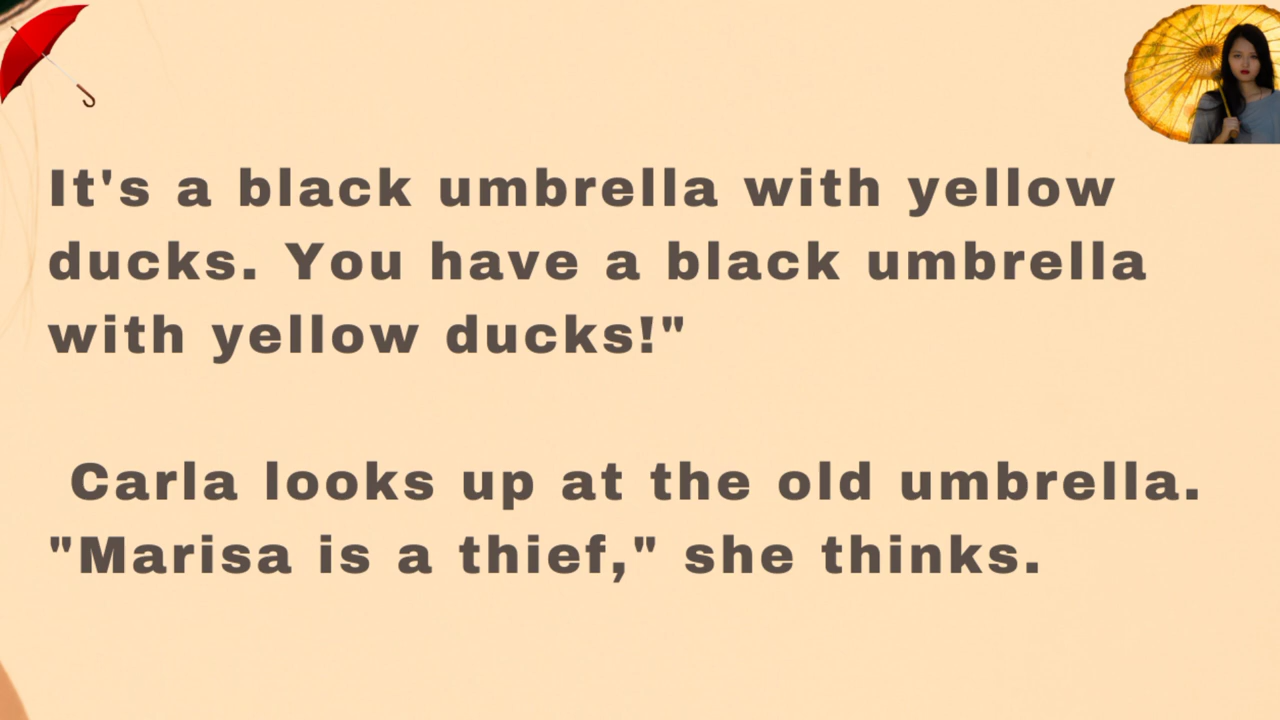 It's a black umbrella with yellow
ducks. You have a black umbrella
with yellow ducks!"
Carla looks up at the old umbrella.
"Marisa is a thief," she thinks.